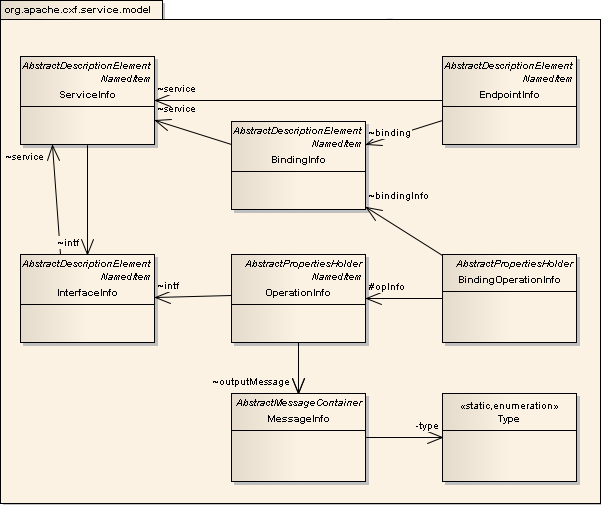 org.apache.cxf.service.model
AbstractDescriptionElement
NamedItem
ServiceInfo
~service
~service
AbstractDescriptionElement
NamedItem
EndpointInfo
AbstractDescriptionElement
NamedItem
BindingInfo
~binding
~service
~bindingInfo
~intf
AbstractDescriptionElement
NamedItem
InterfaceInfo
~intf
AbstractPropertiesHolder
NamedItem
OperationInfo
#opInfo
AbstractPropertiesHolder
BindingOperationInfo
~outputMessage
AbstractMessageContainer
MessageInfo
-type
«static,enumeration»
Type